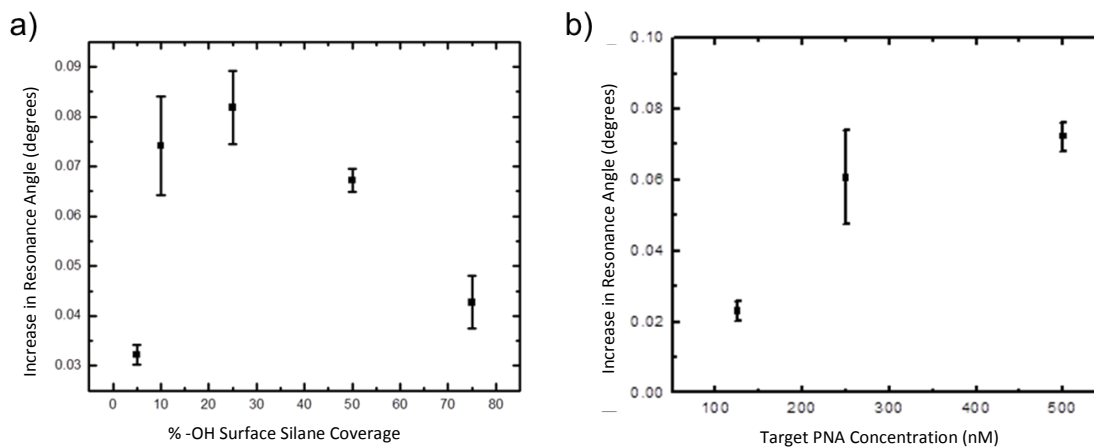 a)
Increase in Resonance Angle (degrees)
0.09
0.08
0.07
0.06
0.05
0.04
0.03
0 10 20 30 40 50 60 70 80
% -OH Surface Silane Coverage
b)
Increase in Resonance Angle (degrees)
0.10
0.08
0.06
0.04
0.02
0.00
100 200 300 400 500
Target PNA Concentration (nM)